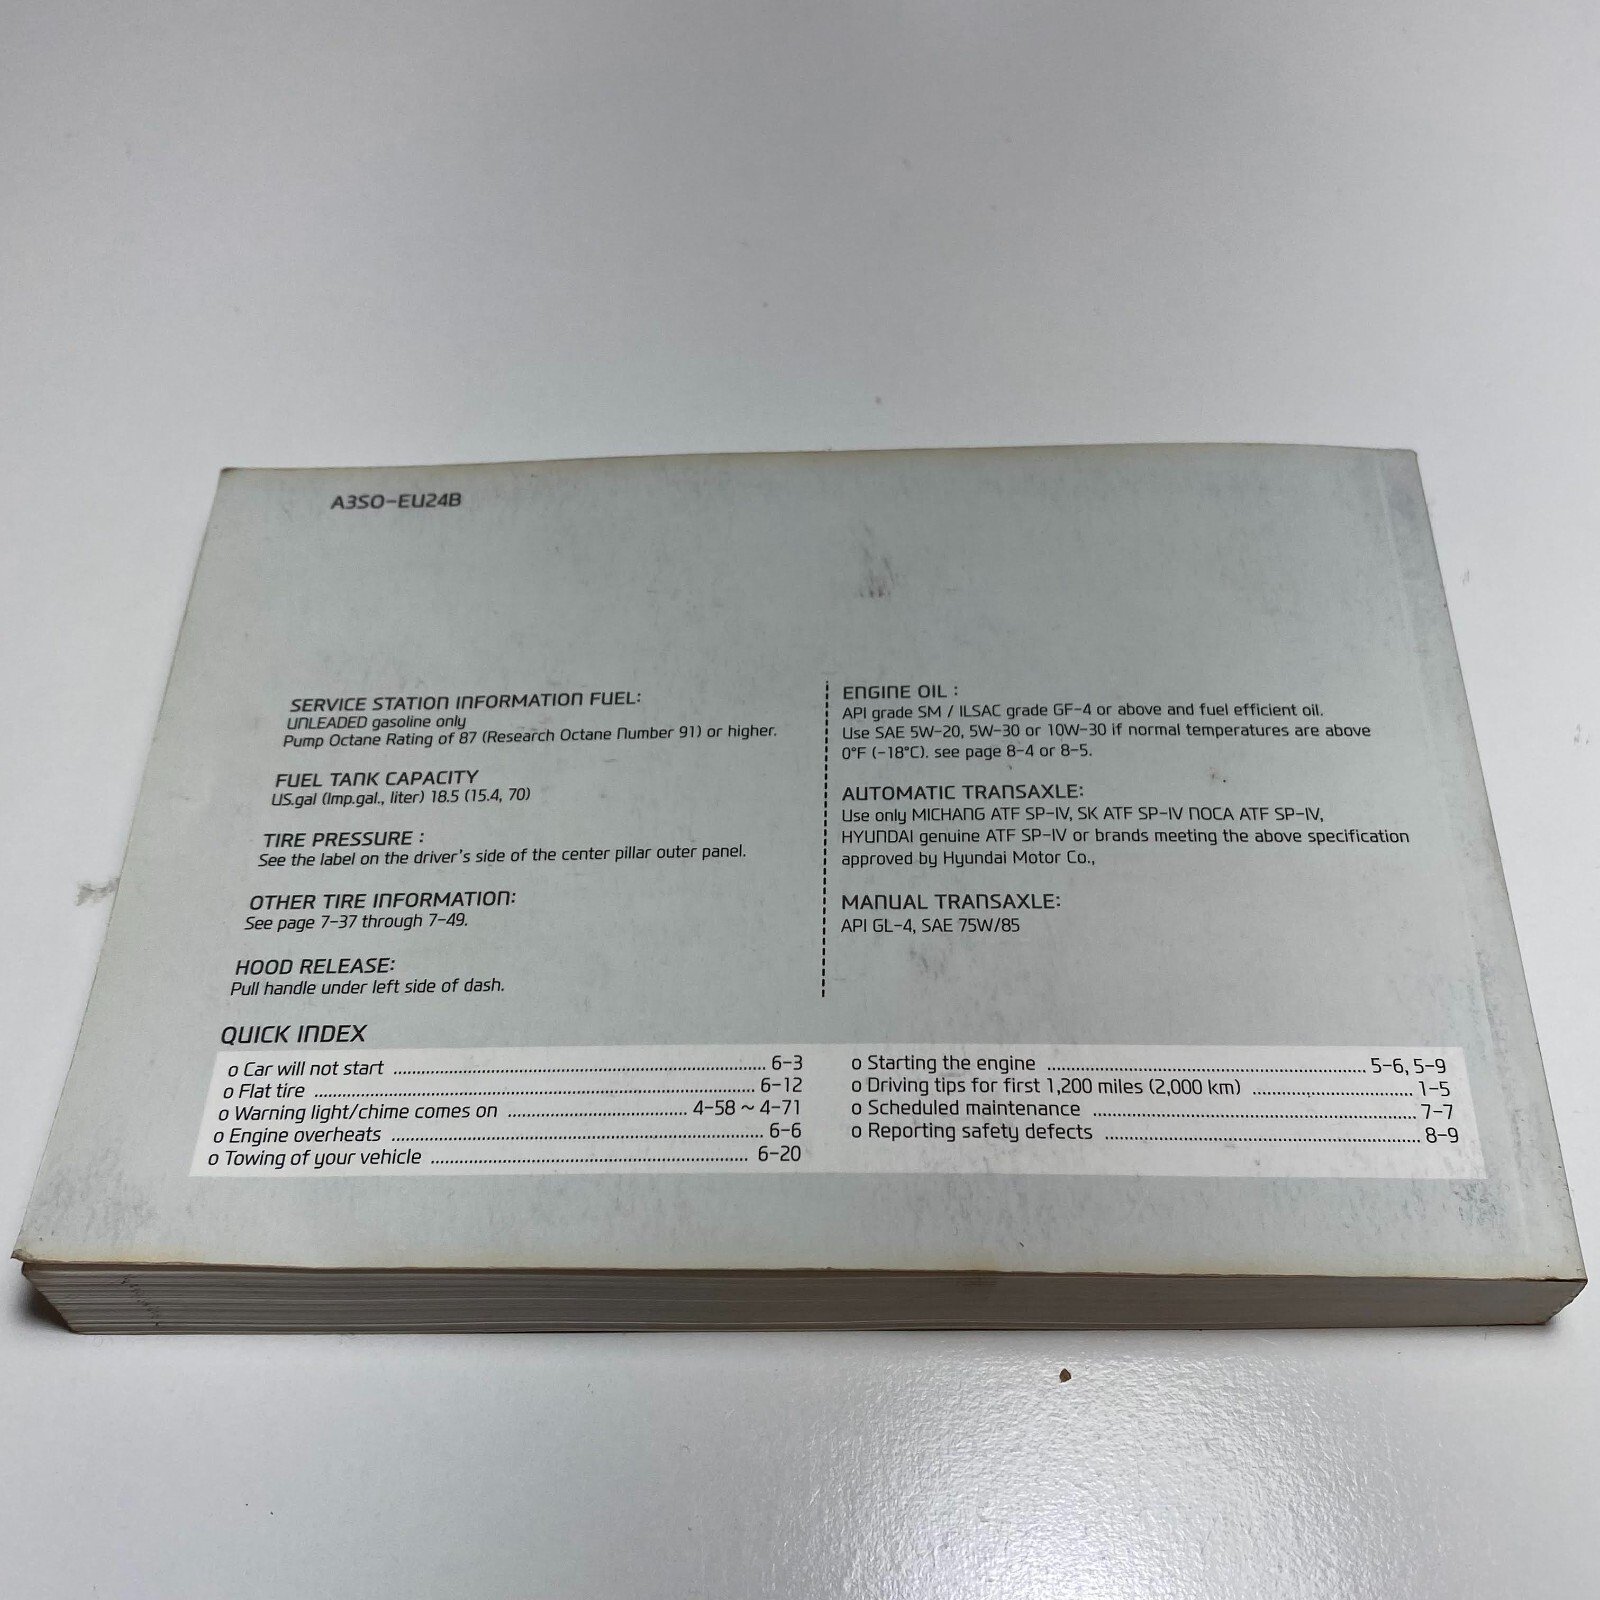 A3SO-EU24B
SERVICE STATION INFORMATION FUEL:
UNLEADED gasoline only
Pump Octane Rating of 87 (Research Octane Number 91) or higher.
FUEL TANK CAPACITY
US.gal (Imp.gal., liter) 18.5 (15.4, 70)
TIRE PRESSURE :
See the label on the driver's side of the center pillar outer panel.
OTHER TIRE INFORMATION:
See page 7-37 through 7-49.
HOOD RELEASE:
Pull handle under left side of dash.
ENGINE OIL :
API grade SM / ILSAC grade GF-4 or above and fuel efficient oil.
Use SAE 5W-20, 5W-30 or 10W-30 if normal temperatures are above
0°F (-18°C). see page 8-4 or 8-5.
AUTOMATIC TRANSAXLE:
Use only MICHANG ATF SP-IV, SK ATF SP-IV NOCA ATF SP-IV,
HYUNDAI genuine ATF SP-IV or brands meeting the above specification
approved by Hyundai Motor Co.,
MANUAL TRANSAXLE:
API GL-4, SAE 75W/85
QUICK INDEX
o Car will not start ........ 6-3
o Flat tire ........ 6-12
o Warning light/chime comes on ........ 4-58 ~ 4-71
o Engine overheats ........ 6-6
o Towing of your vehicle ........ 6-20
o Starting the engine ........ 5-6, 5-9
o Driving tips for first 1,200 miles (2,000 km) ........ 1-5
o Scheduled maintenance ........ 7-7
o Reporting safety defects ........ 8-9